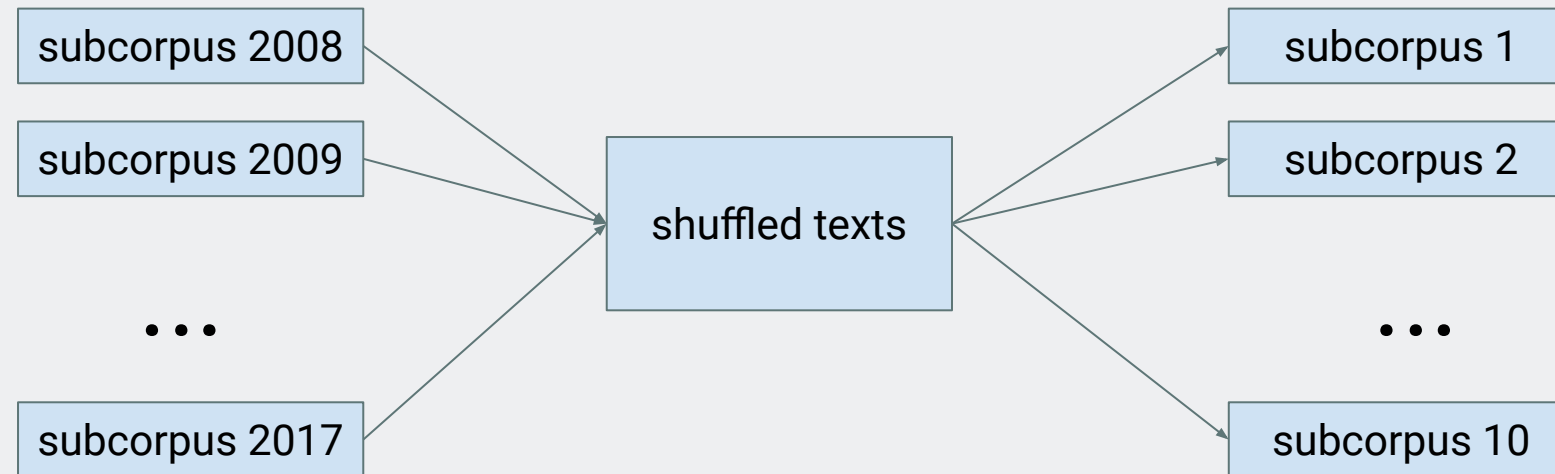 subcorpus 2008
subcorpus 2009
...
subcorpus 2017
shuffled texts
subcorpus 1
subcorpus 2
...
subcorpus 10